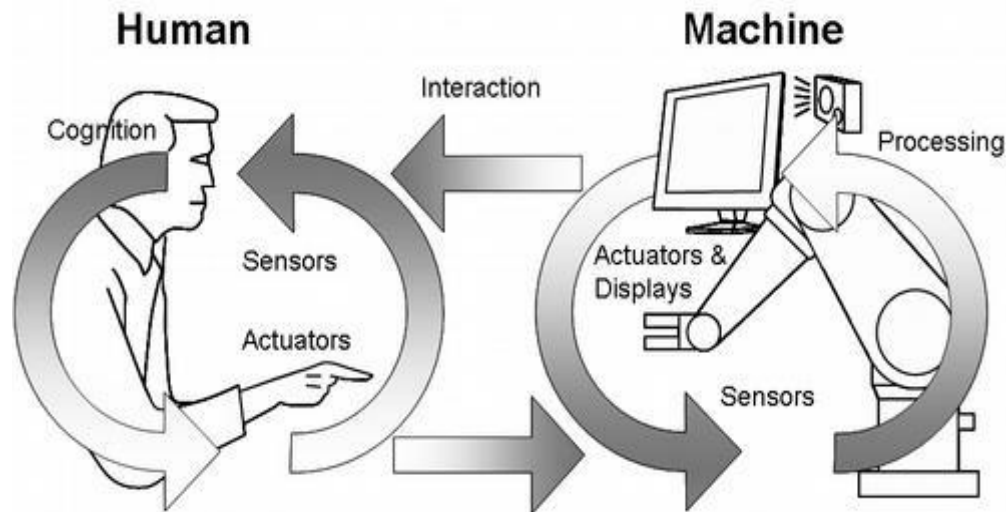 Human
Machine
Interaction
Cognition
Processing
Sensors
Actuators &
Displays
Actuators
Sensors